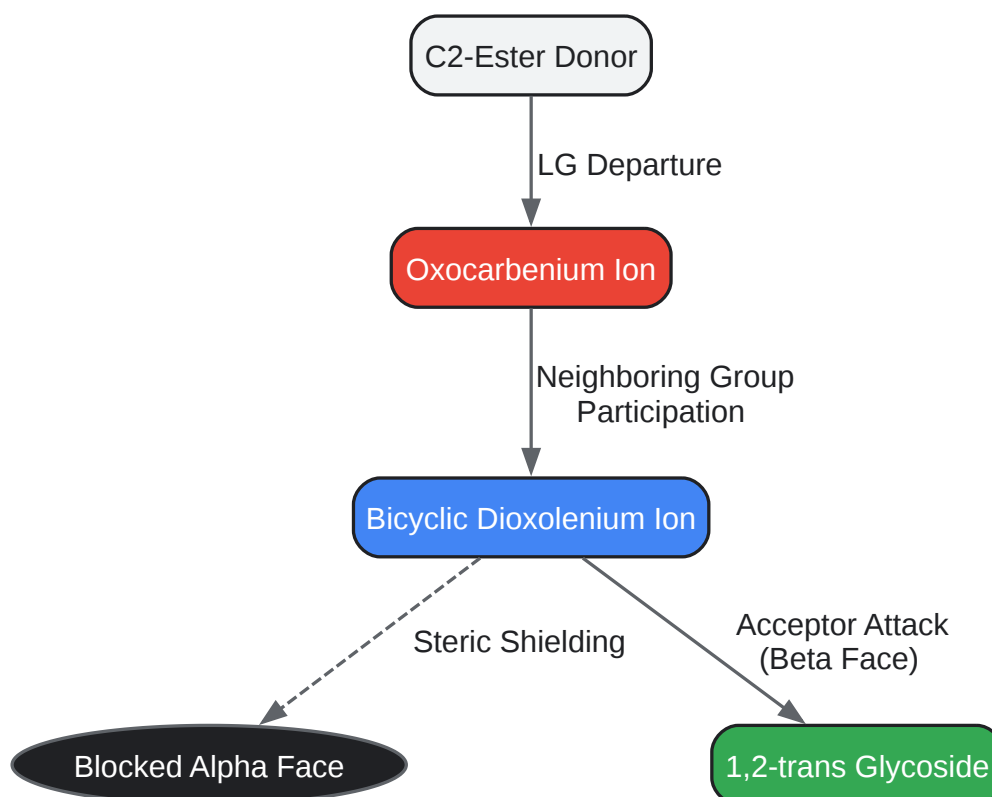 C2-Ester Donor
LG Departure
Oxocarbenium Ion
Neighboring Group
Participation
Bicyclic Dioxolenium Ion
Steric Shielding
Acceptor Attack
(Beta Face)
Blocked Alpha Face
1,2-trans Glycoside